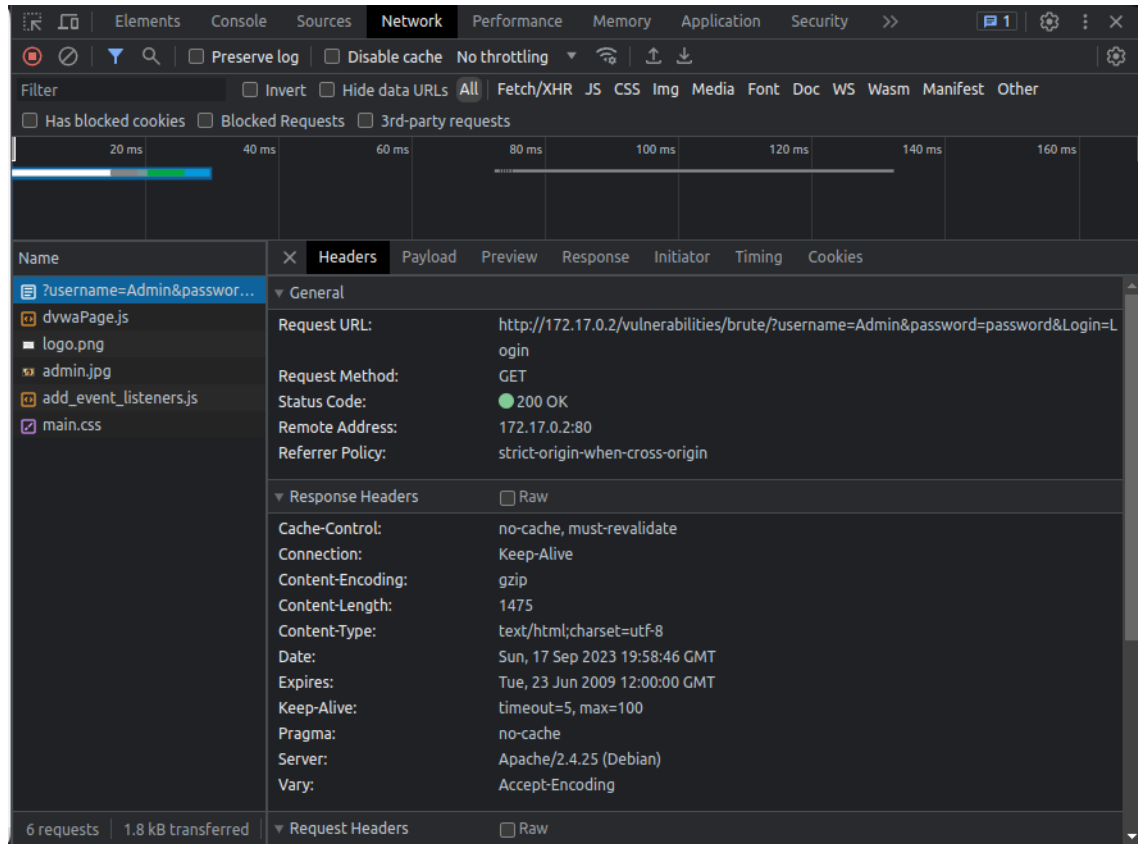 Elements Console Sources Network Performance Memory Application Security >> 1
Preserve log Disable cache No throttling
Filter Invert Hide data URLs All Fetch/XHR JS CSS Img Media Font Doc WS Wasm Manifest Other
Has blocked cookies Blocked Requests 3rd-party requests
20 ms 40 ms 60 ms 80 ms 100 ms 120 ms 140 ms 160 ms
Name Headers Payload Preview Response Initiator Timing Cookies
?username=Admin&passwor...
dvwaPage.js
logo.png
admin.jpg
add_event_listeners.js
main.css
6 requests 1.8 kB transferred
General
Request URL: http://172.17.0.2/vulnerabilities/brute/?username=Admin&password=password&Login=L
ogin
Request Method: GET
Status Code: 200 OK
Remote Address: 172.17.0.2:80
Referrer Policy: strict-origin-when-cross-origin
Response Headers Raw
Cache-Control: no-cache, must-revalidate
Connection: Keep-Alive
Content-Encoding: gzip
Content-Length: 1475
Content-Type: text/html;charset=utf-8
Date: Sun, 17 Sep 2023 19:58:46 GMT
Expires: Tue, 23 Jun 2009 12:00:00 GMT
Keep-Alive: timeout=5, max=100
Pragma: no-cache
Server: Apache/2.4.25 (Debian)
Vary: Accept-Encoding
Request Headers Raw